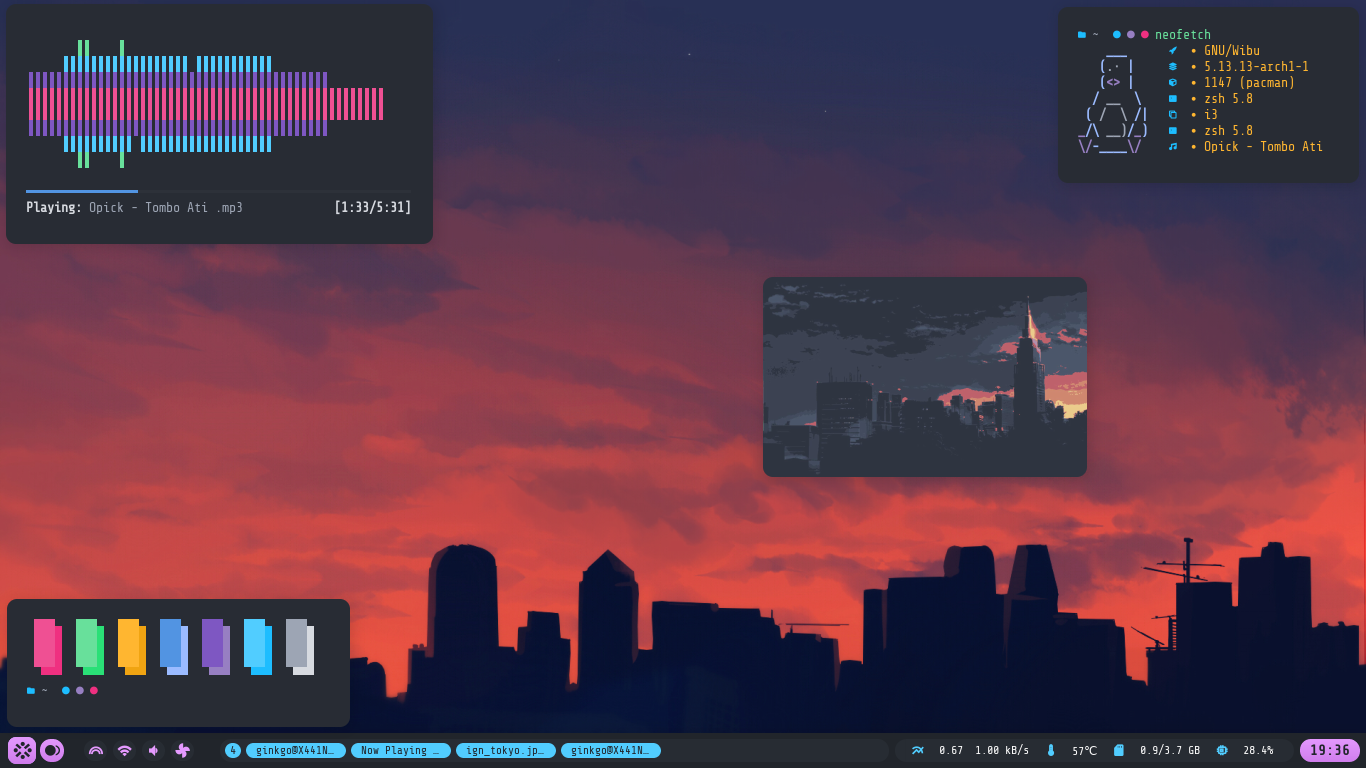 Playing: Opick - Tombo Ati .mp3 [1:33/5:31]
~ neofetch
• GNU/Wibu
• 5.13.13-arch1-1
• 1147 (pacman)
• zsh 5.8
• i3
• zsh 5.8
• Opick - Tombo Ati
~
4 ginkgo@X441N… Now Playing … ign_tokyo.jp… ginkgo@X441N… 0.67 1.00 kB/s 57℃ 0.9/3.7 GB 28.4% 19:36